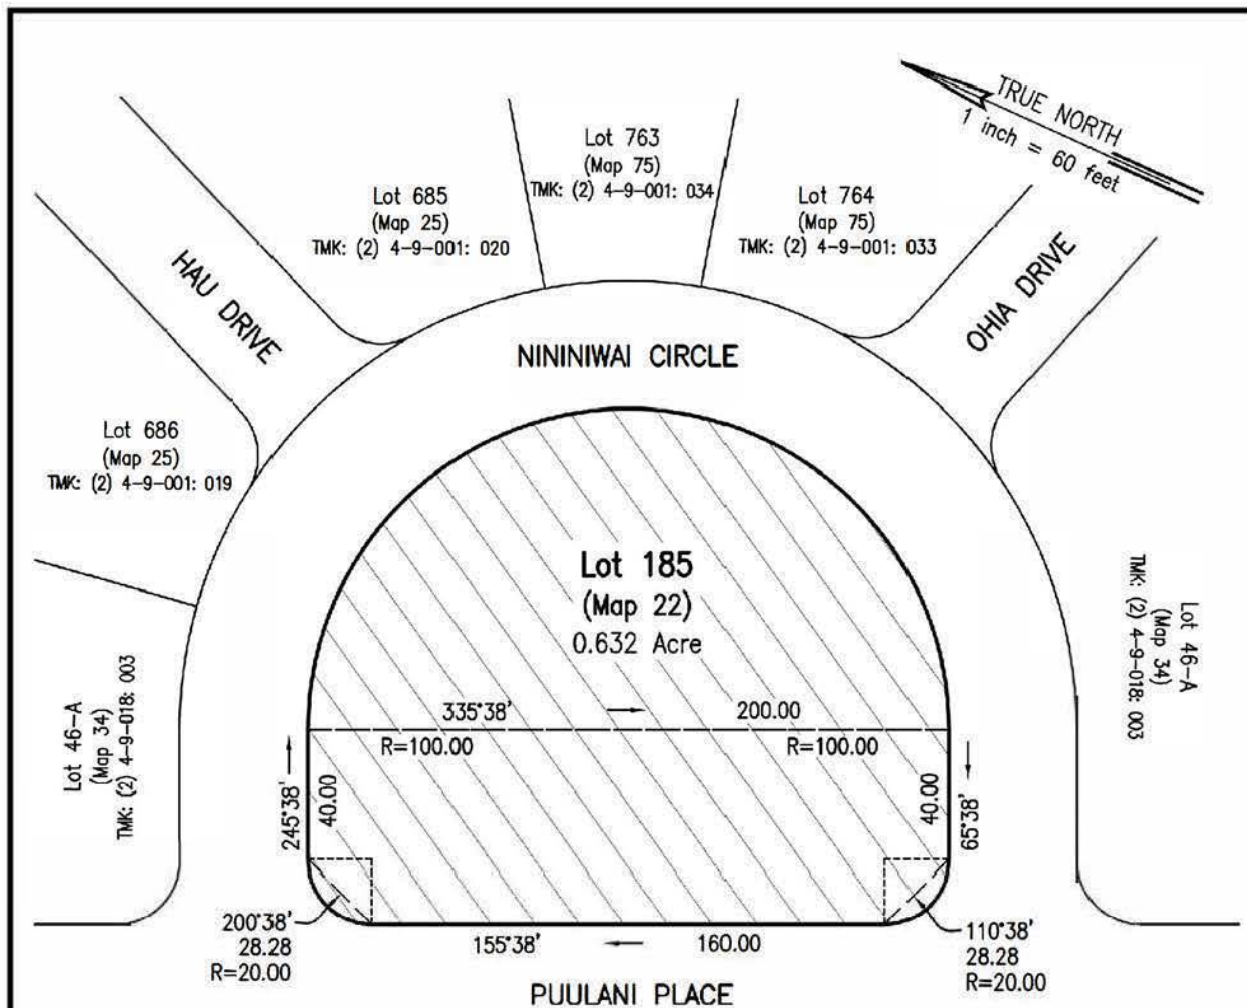 TRUE NORTH
1 inch = 60 feet
Lot 763
(Map 75)
TMK: (2) 4-9-001: 034
Lot 685
(Map 25)
TMK: (2) 4-9-001: 020
Lot 764
(Map 75)
TMK: (2) 4-9-001: 033
HAU DRIVE
OHIA DRIVE
NININIWAI CIRCLE
Lot 686
(Map 25)
TMK: (2) 4-9-001: 019
Lot 185
(Map 22)
0.632 Acre
Lot 46-A
(Map 34)
TMK: (2) 4-9-018: 003
Lot 46-A
(Map 34)
TMK: (2) 4-9-018: 003
335°38' 200.00
R=100.00 R=100.00
245°38'
40.00
40.00
65°38'
200°38'
28.28
R=20.00
155°38' 160.00
110°38'
28.28
R=20.00
PUULANI PLACE